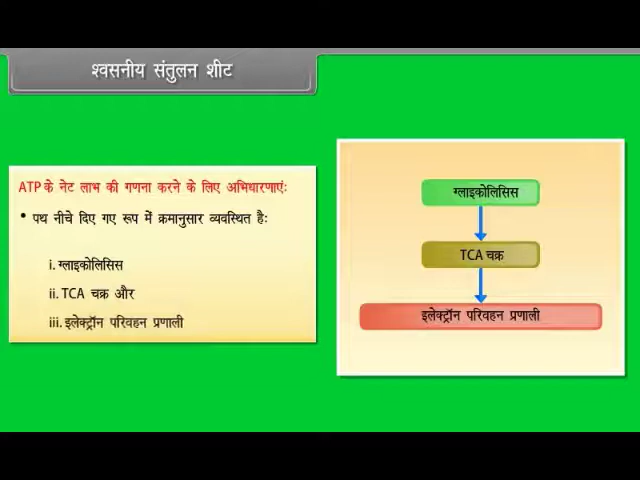 श्वसनीय संतुलन शीट
ATP के नेट लाभ की गणना करने के लिए अभिधारणाएंः
• पथ नीचे दिए गए रूप में क्रमानुसार व्यवस्थित हैः
i. ग्लाइकोलिसिस
ii. TCA चक्र और
iii. इलेक्ट्रॉन परिवहन प्रणाली
ग्लाइकोलिसिस
TCA चक्र
इलेक्ट्रॉन परिवहन प्रणाली